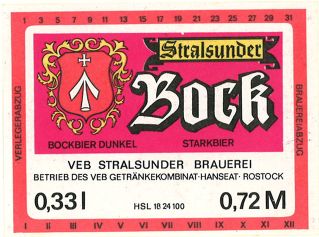 1 3 5 7 9 11 13 15 17 19 21 23 25 27 29 31
VERLEGERABZUG
BRAUEREIABZUG
Stralsunder
Bock
BOCKBIER DUNKEL STARKBIER
VEB STRALSUNDER BRAUEREI
BETRIEB DES VEB GETRÄNKEKOMBINAT·HANSEAT· ROSTOCK
0,33 l HSL 18 24 100 0,72 M
I II III IV V VI VII VIII IX X XI XII